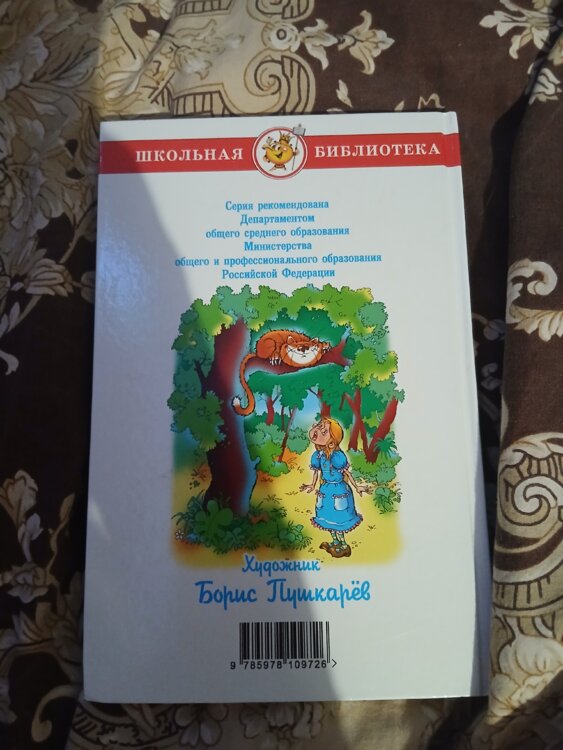 ШКОЛЬНАЯ БИБЛИОТЕКА
Серия рекомендована
Департаментом
общего среднего образования
Министерства
общего и профессионального образования
Российской Федерации
Художник
Борис Пушкарёв
9 785978 109726 >